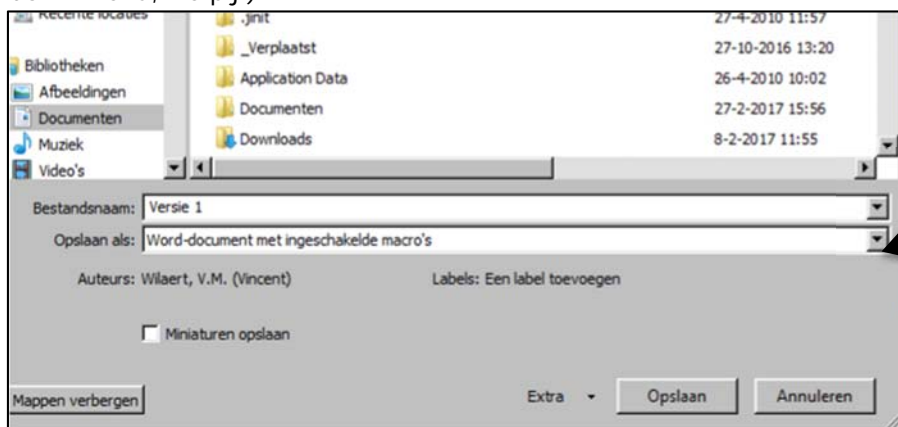 Recente locaties
.jinit 27-4-2010 11:57
_Verplaatst 27-10-2016 13:20
Bibliotheken
Application Data 26-4-2010 10:02
Afbeeldingen
Documenten
Documenten 27-2-2017 15:56
Muziek
Downloads 8-2-2017 11:55
Video's
Bestandsnaam: Versie 1
Opslaan als: Word-document met ingeschakelde macro's
Auteurs: Wilaert, V.M. (Vincent) Labels: Een label toevoegen
Miniaturen opslaan
Mappen verbergen Extra Opslaan Annuleren